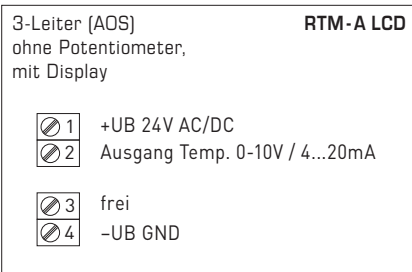 3-Leiter (AOS) RTM-A LCD
ohne Potentiometer,
mit Display
1 +UB 24V AC/DC
2 Ausgang Temp. 0-10V / 4...20mA
3 frei
4 –UB GND